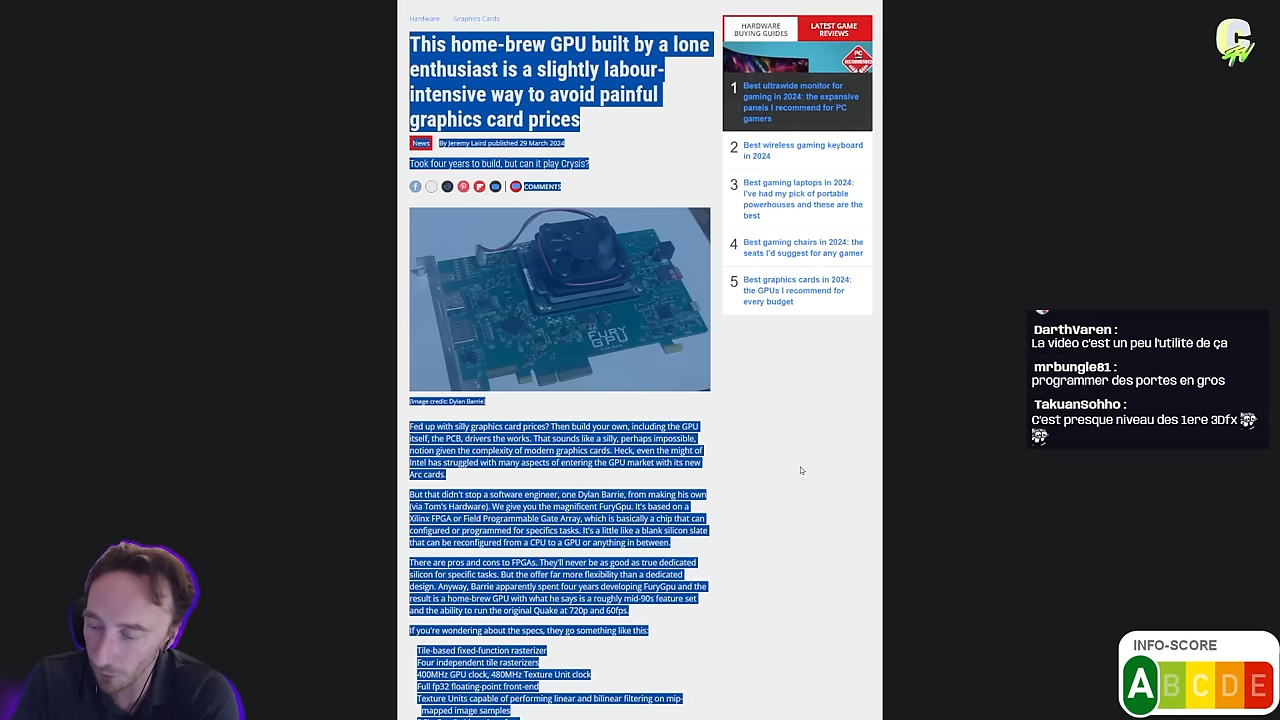 Hardware Graphics Cards
This home-brew GPU built by a lone
enthusiast is a slightly labour-
intensive way to avoid painful
graphics card prices
News By Jeremy Laird published 29 March 2024
Took four years to build, but can it play Crysis?
COMMENTS
FURY
GPU
(Image credit: Dylan Barrie)
Fed up with silly graphics card prices? Then build your own, including the GPU
itself, the PCB, drivers the works. That sounds like a silly, perhaps impossible,
notion given the complexity of modern graphics cards. Heck, even the might of
Intel has struggled with many aspects of entering the GPU market with its new
Arc cards.
But that didn't stop a software engineer, one Dylan Barrie, from making his own
(via Tom's Hardware). We give you the magnificent FuryGpu. It's based on a
Xilinx FPGA or Field Programmable Gate Array, which is basically a chip that can
configured or programmed for specifics tasks. It's a little like a blank silicon slate
that can be reconfigured from a CPU to a GPU or anything in between.
There are pros and cons to FPGAs. They'll never be as good as true dedicated
silicon for specific tasks. But the offer far more flexibility than a dedicated
design. Anyway, Barrie apparently spent four years developing FuryGpu and the
result is a home-brew GPU with what he says is a roughly mid-90s feature set
and the ability to run the original Quake at 720p and 60fps.
If you're wondering about the specs, they go something like this:
Tile-based fixed-function rasterizer
Four independent tile rasterizers
400MHz GPU clock, 480MHz Texture Unit clock
Full fp32 floating-point front-end
Texture Units capable of performing linear and bilinear filtering on mip-
mapped image samples
HARDWARE
BUYING GUIDES
LATEST GAME
REVIEWS
PC
RECOMMENDED
1 Best ultrawide monitor for
gaming in 2024: the expansive
panels I recommend for PC
gamers
2 Best wireless gaming keyboard
in 2024
3 Best gaming laptops in 2024:
I've had my pick of portable
powerhouses and these are the
best
4 Best gaming chairs in 2024: the
seats I'd suggest for any gamer
5 Best graphics cards in 2024:
the GPUs I recommend for
every budget
DarthVaren :
La vidéo c'est un peu l'utilité de ça
mrbungle81 :
programmer des portes en gros
TakuanSohho :
C'est presque niveau des 1ere 3Dfx
INFO-SCORE
A C D E